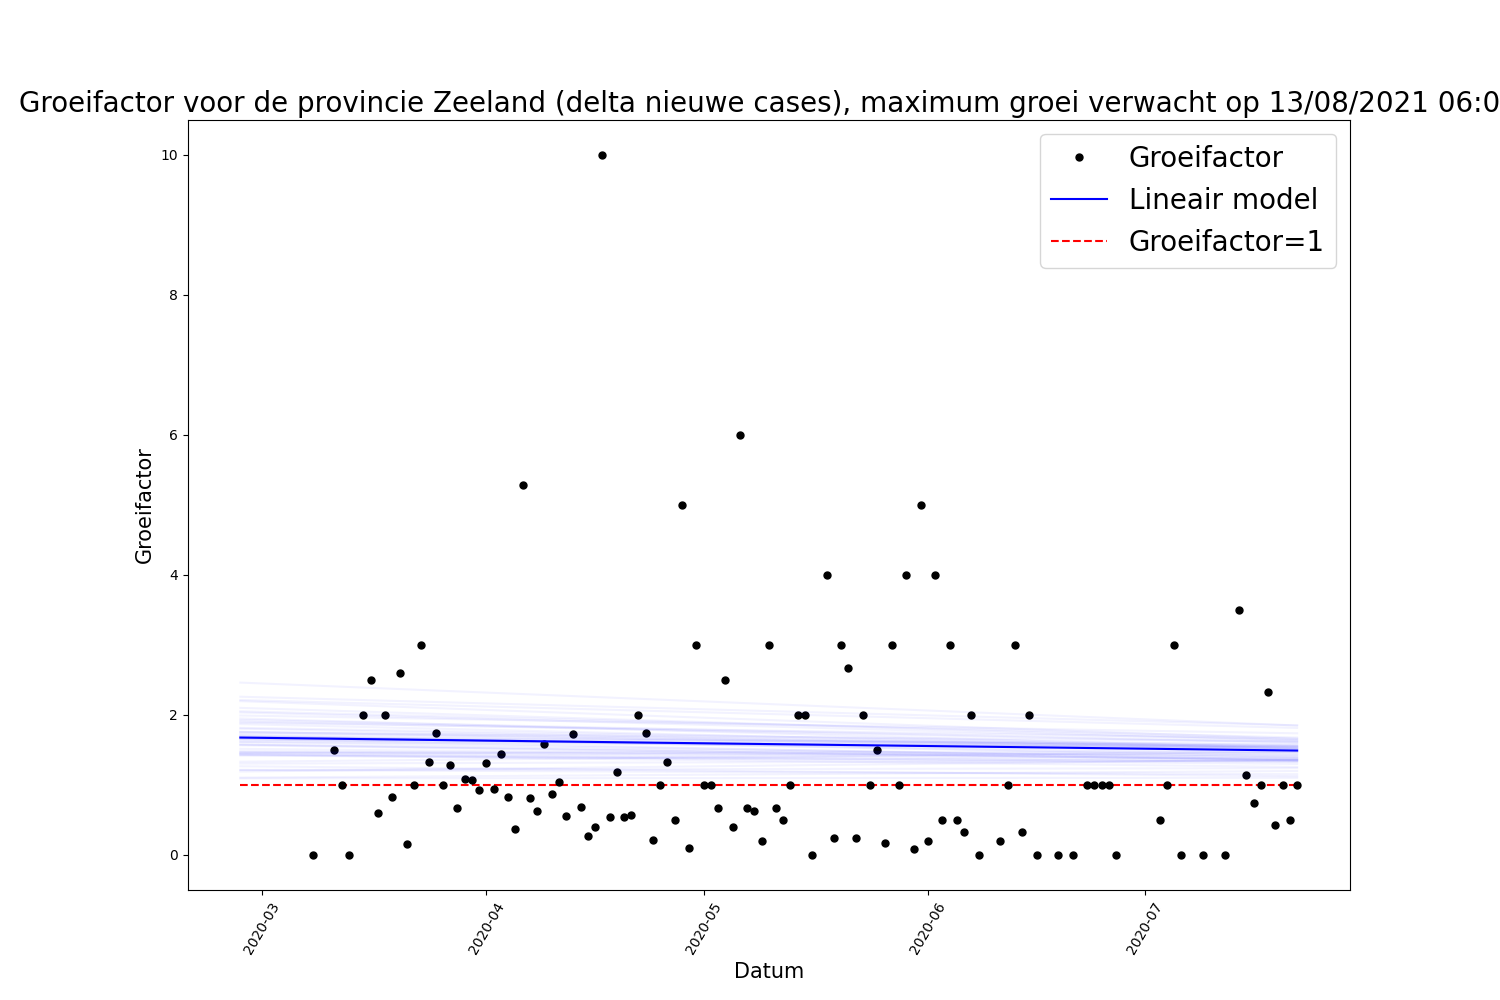 Groeifactor voor de provincie Zeeland (delta nieuwe cases), maximum groei verwacht op 13/08/2021 06:0
Groeifactor
Lineair model
Groeifactor=1
10
8
6
4
2
0
Groeifactor
2020-03
2020-04
2020-05
2020-06
2020-07
Datum